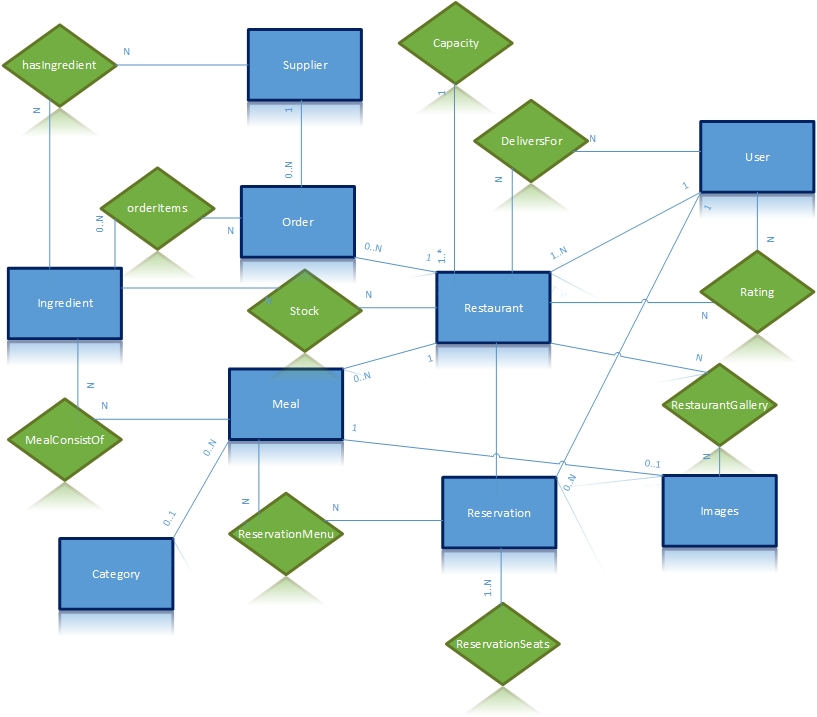 Capacity
hasIngredient
N
Supplier
N
1
1
DeliversFor
N
User
orderItems
0..N
N
Order
0..N
N
1
1
N
0..N
1
1..*
1..N
Ingredient
N
Stock
N
Restaurant
N
Rating
1
0..N
N
RestaurantGallery
N
N
Meal
1
MealConsistOf
0..N
0..1
N
0..N
N
N
Reservation
Images
ReservationMenu
0..1
Category
1..N
ReservationSeats